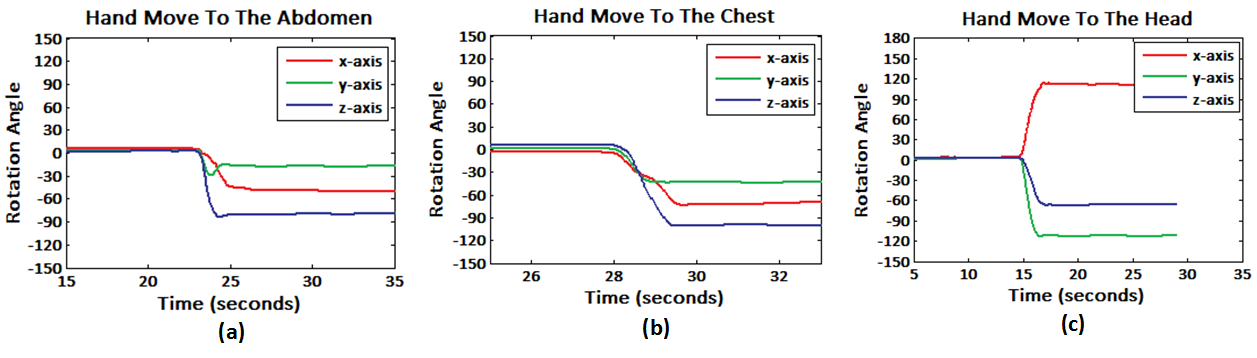 Hand Move To The Abdomen
150
120
90
60
30
0
-30
-60
-90
-120
-150
Rotation Angle
x-axis
y-axis
z-axis
15 20 25 30 35
Time (seconds)
(a)
Hand Move To The Chest
150
120
90
60
30
0
-30
-60
-90
-120
-150
Rotation Angle
x-axis
y-axis
z-axis
26 28 30 32
Time (seconds)
(b)
Hand Move To The Head
180
150
120
90
60
30
0
-30
-60
-90
-120
-150
Rotation Angle
x-axis
y-axis
z-axis
5 10 15 20 25 30 35
Time (seconds)
(c)